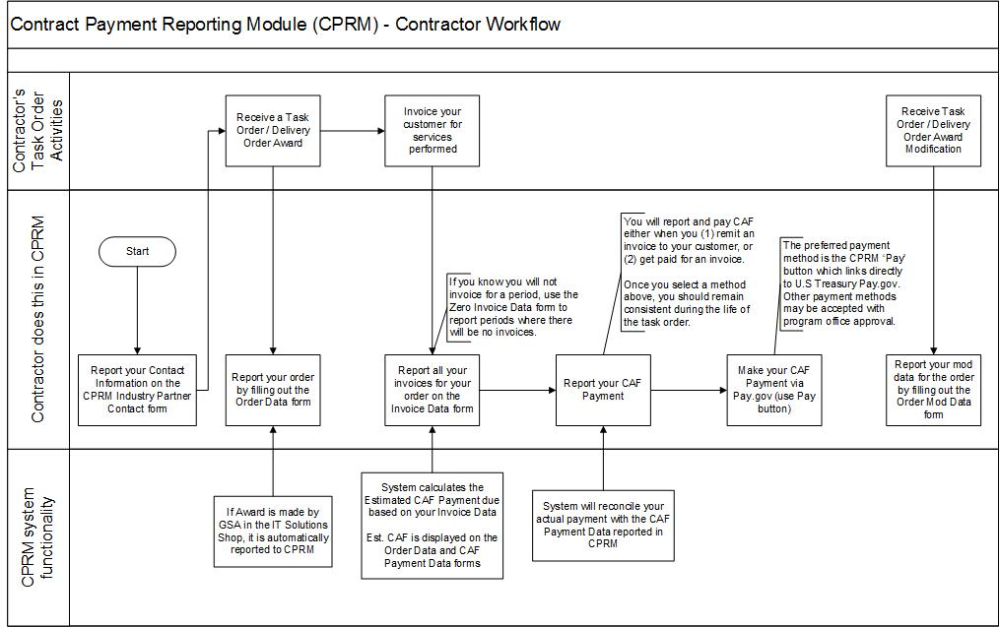 Contract Payment Reporting Module (CPRM) - Contractor Workflow
Contractor's
Task Order
Activities
Receive a Task
Order / Delivery
Order Award
Invoice your
customer for
services
performed
Receive Task
Order / Delivery
Order Award
Modification
Contractor does this in CPRM
Start
You will report and pay CAF
either when you (1) remit an
invoice to your customer, or
(2) get paid for an invoice.
Once you select a method
above, you should remain
consistent during the life of
the task order.
The preferred payment
method is the CPRM ‘Pay’
button which links directly
to U.S Treasury Pay.gov.
Other payment methods
may be accepted with
program office approval.
If you know you will not
invoice for a period, use the
Zero Invoice Data form to
report periods where there
will be no invoices.
Report your Contact
Information on the
CPRM Industry Partner
Contact form
Report your order
by filling out the
Order Data form
Report all your
invoices for your
order on the
Invoice Data form
Report your CAF
Payment
Make your CAF
Payment via
Pay.gov (use Pay
button)
Report your mod
data for the order
by filling out the
Order Mod Data
form
CPRM system
functionality
If Award is made by
GSA in the IT Solutions
Shop, it is automatically
reported to CPRM
System calculates the
Estimated CAF Payment due
based on your Invoice Data
Est. CAF is displayed on the
Order Data and CAF
Payment Data forms
System will reconcile your
actual payment with the CAF
Payment Data reported in
CPRM